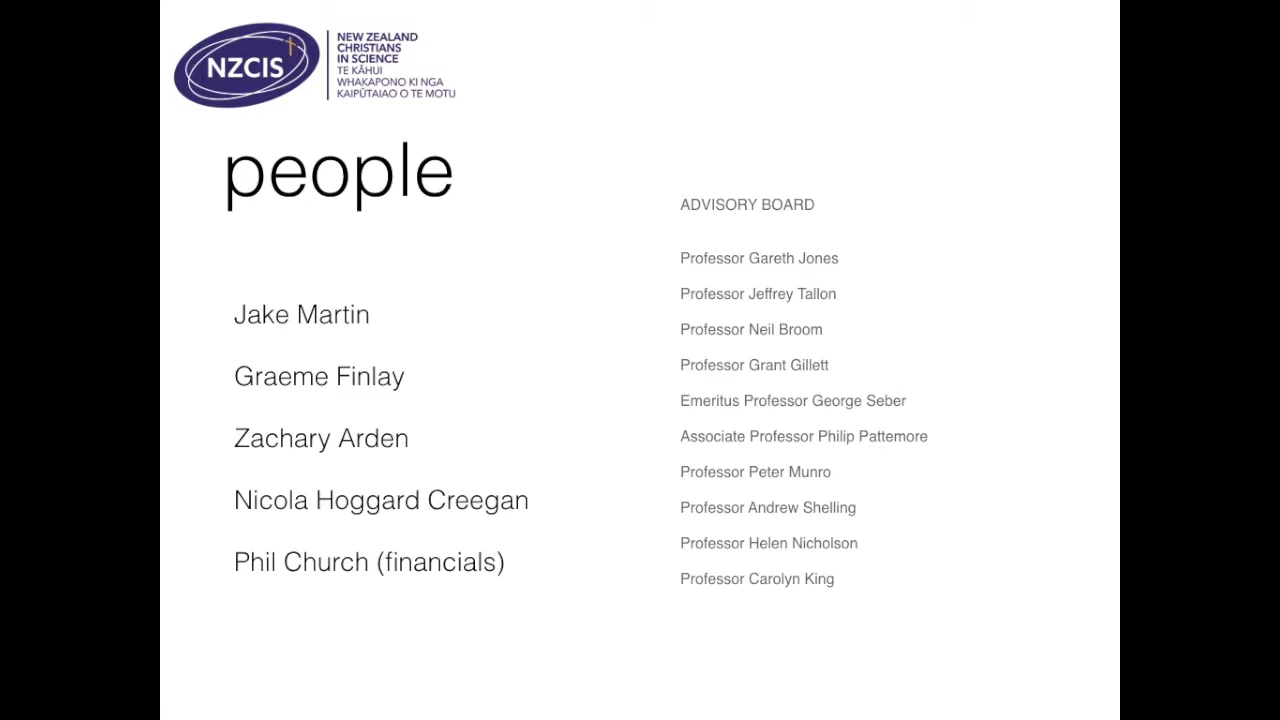 NZCIS
NEW ZEALAND
CHRISTIANS
IN SCIENCE
TE KĀHUI
WHAKAPONO KI NGA
KAIPŪTAIAO O TE MOTU
people
Jake Martin
Graeme Finlay
Zachary Arden
Nicola Hoggard Creegan
Phil Church (financials)
ADVISORY BOARD
Professor Gareth Jones
Professor Jeffrey Tallon
Professor Neil Broom
Professor Grant Gillett
Emeritus Professor George Seber
Associate Professor Philip Pattemore
Professor Peter Munro
Professor Andrew Shelling
Professor Helen Nicholson
Professor Carolyn King